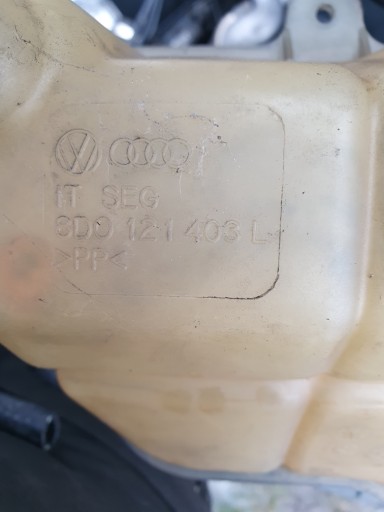 IT SEG
8D0 121 403 L
>PP<